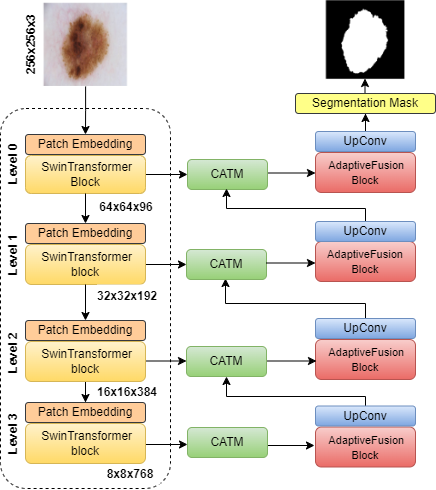 256x256x3
Segmentation Mask
Level 0
Patch Embedding
SwinTransformer
Block
CATM
UpConv
AdaptiveFusion
Block
64x64x96
Level 1
Patch Embedding
SwinTransformer
block
CATM
UpConv
AdaptiveFusion
Block
32x32x192
Level 2
Patch Embedding
SwinTransformer
block
CATM
UpConv
AdaptiveFusion
Block
16x16x384
Level 3
Patch Embedding
SwinTransformer
block
CATM
UpConv
AdaptiveFusion
Block
8x8x768